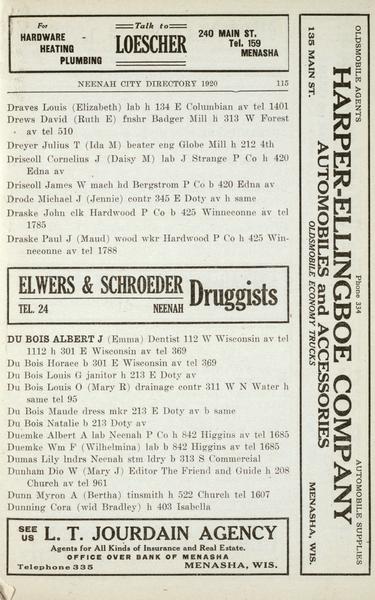 For
HARDWARE -
HEATING
PLUMBING
Talk to
LOESCHER
240 MAIN ST.
Tel. 159
MENASHA
NEENAH CITY DIRECTORY 1920 115
Draves Louis (Elizabeth) lab h 134 E Columbian av tel 1401
Drews David (Ruth E) fnshr Badger Mill h 313 W Forest
av tel 510
Dreyer Julius T (Ida M) beater eng Globe Mill h 212 4th
Driscoll Cornelius J (Daisy M) lab J Strange P Co h 420
Edna av
Driscoll James W mach hd Bergstrom P Co b 420 Edna av
Drode Michael J (Jennie) contr 345 E Doty av h same
Draske John clk Hardwood P Co b 425 Winneconne av tel
1785
Draske Paul J (Maud) wood wkr Hardwood P Co h 425 Win-
neconne av tel 1788
ELWERS & SCHROEDER
TEL. 24 NEENAH
Druggists
DU BOIS ALBERT J (Emma) Dentist 112 W Wisconsin av tel
1112 h 301 E Wisconsin av tel 369
Du Bois Horace b 301 E Wisconsin av tel 369
Du Bois Louis G janitor h 213 E Doty av
Du Bois Louis O (Mary R) drainage contr 311 W N Water h
same tel 95
Du Bois Maude dress mkr 213 E Doty av b same
Du Bois Natalie b 213 Doty av
Duemke Albert A lab Neenah P Co h 842 Higgins av tel 1685
Duemke Wm F (Wilhelmina) lab b 842 Higgins av tel 1685
Dumas Lily lndrs Neenah stm ldry b 313 S Commercial
Dunham Dio W (Mary J) Editor The Friend and Guide h 208
Church av tel 961
Dunn Myron A (Bertha) tinsmith h 522 Church tel 1607
Dunning Cora (wid Bradley) h 403 Isabella
SEE
US
L. T. JOURDAIN AGENCY
Agents for All Kinds of Insurance and Real Estate.
OFFICE OVER BANK OF MENASHA
Telephone 335 MENASHA, WIS.
OLDSMOBILE AGENTS Phone 334 AUTOMOBILE SUPPLIES
HARPER-ELLINGBOE COMPANY
AUTOMOBILES and ACCESSORIES
OLDSMOBILE ECONOMY TRUCKS
135 MAIN ST. MENASHA, WIS.